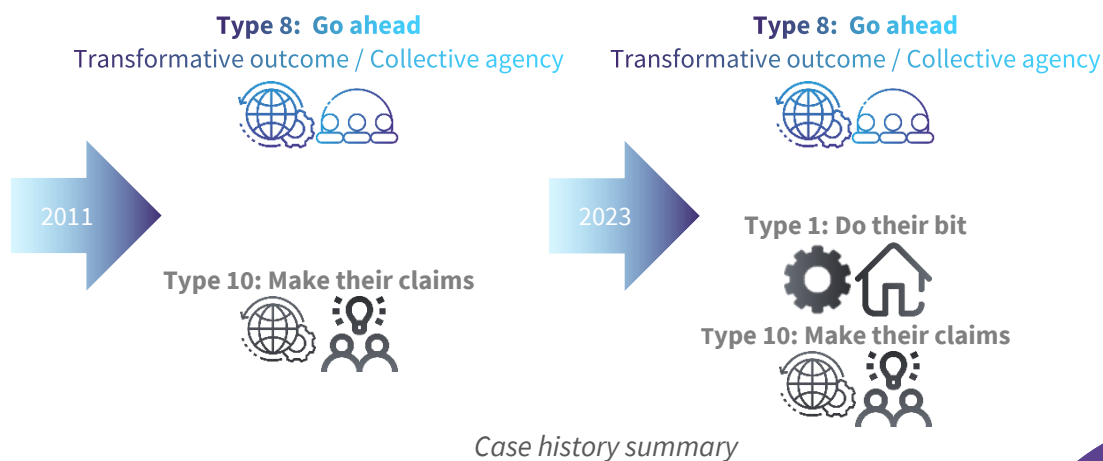 Type 8:  Go ahead
Transformative outcome / Collective agency
2011
Type 10: Make their claims
Type 8:  Go ahead
Transformative outcome / Collective agency
2023
Type 1: Do their bit
Type 10: Make their claims
Case history summary